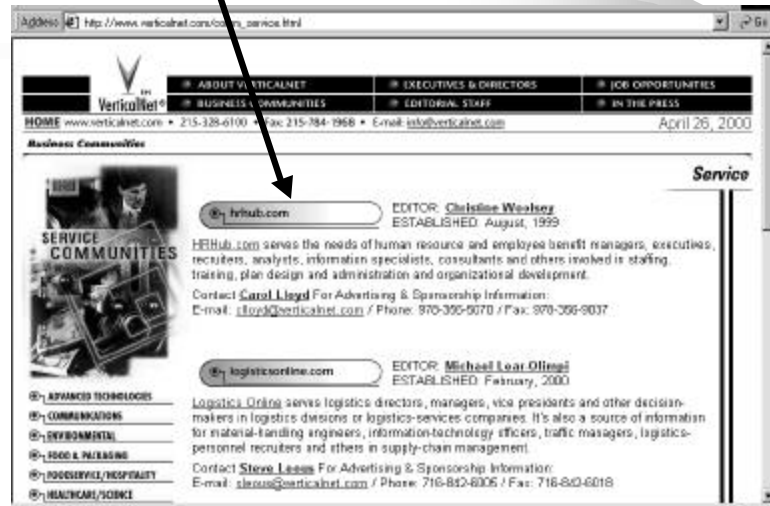 Address http://www.verticalnet.com/comm_service.html Go
ABOUT VERTICALNET EXECUTIVES & DIRECTORS JOB OPPORTUNITIES
VerticalNet BUSINESS COMMUNITIES EDITORIAL STAFF IN THE PRESS
HOME www.verticalnet.com • 215-328-6100 • Fax: 215-784-1968 • E-mail: info@verticalnet.com April 26, 2000
Business Communities
Service
SERVICE
COMMUNITIES
hrhub.com
EDITOR: Christine Woolsey
ESTABLISHED: August, 1999
HRHub.com serves the needs of human resource and employee benefit managers, executives,
recruiters, analysts, information specialists, consultants and others involved in staffing,
training, plan design and administration and organizational development.
Contact Carol Lloyd For Advertising & Sponsorship Information:
E-mail: clloyd@verticalnet.com / Phone: 978-356-5070 / Fax: 978-356-9037
logisticsonline.com
EDITOR: Michael Lear-Olimpi
ESTABLISHED: February, 2000
Logistics Online serves logistics directors, managers, vice presidents and other decision-
makers in logistics divisions or logistics-services companies. It's also a source of information
for material-handling engineers, information-technology officers, traffic managers, logistics-
personnel recruiters and others in supply-chain management.
Contact Steve Leous For Advertising & Sponsorship Information:
E-mail: sleous@verticalnet.com / Phone: 716-842-6005 / Fax: 716-842-6018
ADVANCED TECHNOLOGIES
COMMUNICATIONS
ENVIRONMENTAL
FOOD & PACKAGING
FOODSERVICE/HOSPITALITY
HEALTHCARE/SCIENCE